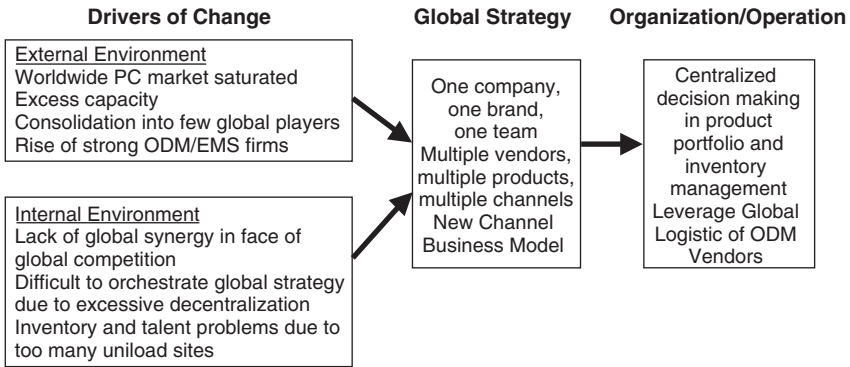 Drivers of Change
Global Strategy
Organization/Operation
External Environment
Worldwide PC market saturated
Excess capacity
Consolidation into few global players
Rise of strong ODM/EMS firms
Internal Environment
Lack of global synergy in face of
global competition
Difficult to orchestrate global strategy
due to excessive decentralization
Inventory and talent problems due to
too many uniload sites
One company,
one brand,
one team
Multiple vendors,
multiple products,
multiple channels
New Channel
Business Model
Centralized
decision making
in product
portfolio and
inventory
management
Leverage Global
Logistic of ODM
Vendors